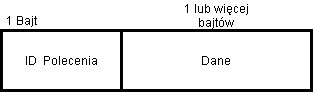 1 Bajt
1 lub więcej
bajtów
ID Polecenia
Dane